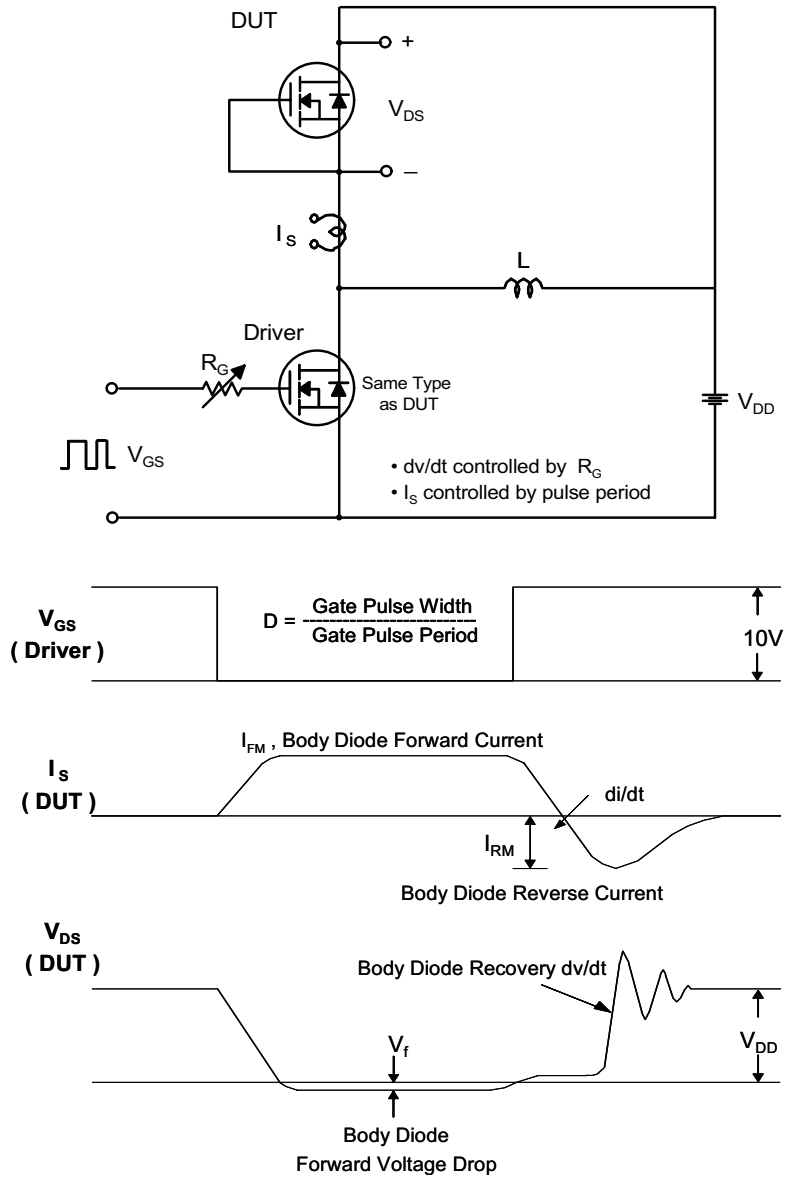 DUT
+
V_DS
–
I_S
L
Driver
R_G
Same Type
as DUT
V_DD
V_GS
• dv/dt controlled by R_G
• I_S controlled by pulse period
V_GS
( Driver )
D = Gate Pulse Width
--------------------------
Gate Pulse Period
10V
I_S
( DUT )
I_FM , Body Diode Forward Current
di/dt
I_RM
Body Diode Reverse Current
V_DS
( DUT )
Body Diode Recovery dv/dt
V_f
V_DD
Body Diode
Forward Voltage Drop